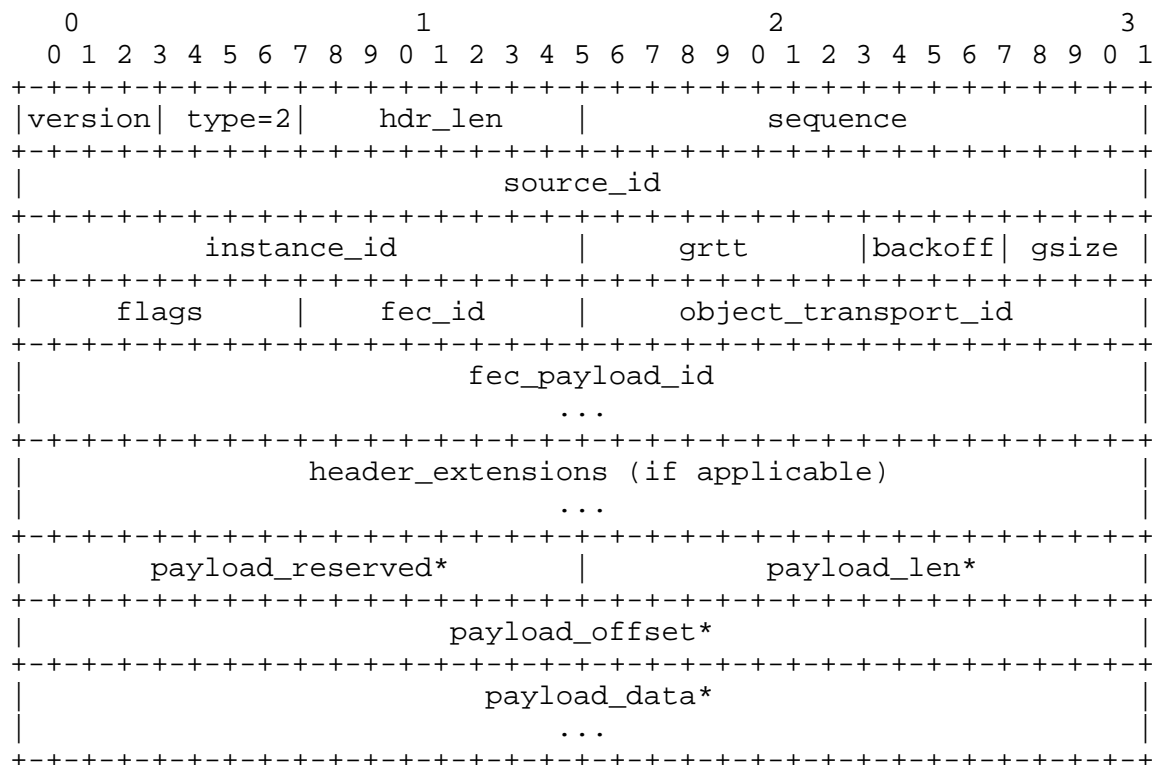 0                   1                   2                   3
 0 1 2 3 4 5 6 7 8 9 0 1 2 3 4 5 6 7 8 9 0 1 2 3 4 5 6 7 8 9 0 1
+-+-+-+-+-+-+-+-+-+-+-+-+-+-+-+-+-+-+-+-+-+-+-+-+-+-+-+-+-+-+-+-+
|version| type=2|    hdr_len    |          sequence             |
+-+-+-+-+-+-+-+-+-+-+-+-+-+-+-+-+-+-+-+-+-+-+-+-+-+-+-+-+-+-+-+-+
|                           source_id                           |
+-+-+-+-+-+-+-+-+-+-+-+-+-+-+-+-+-+-+-+-+-+-+-+-+-+-+-+-+-+-+-+-+
|          instance_id          |     grtt      |backoff| gsize |
+-+-+-+-+-+-+-+-+-+-+-+-+-+-+-+-+-+-+-+-+-+-+-+-+-+-+-+-+-+-+-+-+
|     flags     |    fec_id     |     object_transport_id       |
+-+-+-+-+-+-+-+-+-+-+-+-+-+-+-+-+-+-+-+-+-+-+-+-+-+-+-+-+-+-+-+-+
|                         fec_payload_id                        |
|                              ...                              |
+-+-+-+-+-+-+-+-+-+-+-+-+-+-+-+-+-+-+-+-+-+-+-+-+-+-+-+-+-+-+-+-+
|                header_extensions (if applicable)              |
|                              ...                              |
+-+-+-+-+-+-+-+-+-+-+-+-+-+-+-+-+-+-+-+-+-+-+-+-+-+-+-+-+-+-+-+-+
|       payload_reserved*       |          payload_len*         |
+-+-+-+-+-+-+-+-+-+-+-+-+-+-+-+-+-+-+-+-+-+-+-+-+-+-+-+-+-+-+-+-+
|                        payload_offset*                        |
+-+-+-+-+-+-+-+-+-+-+-+-+-+-+-+-+-+-+-+-+-+-+-+-+-+-+-+-+-+-+-+-+
|                          payload_data*                        |
|                              ...                              |
+-+-+-+-+-+-+-+-+-+-+-+-+-+-+-+-+-+-+-+-+-+-+-+-+-+-+-+-+-+-+-+-+